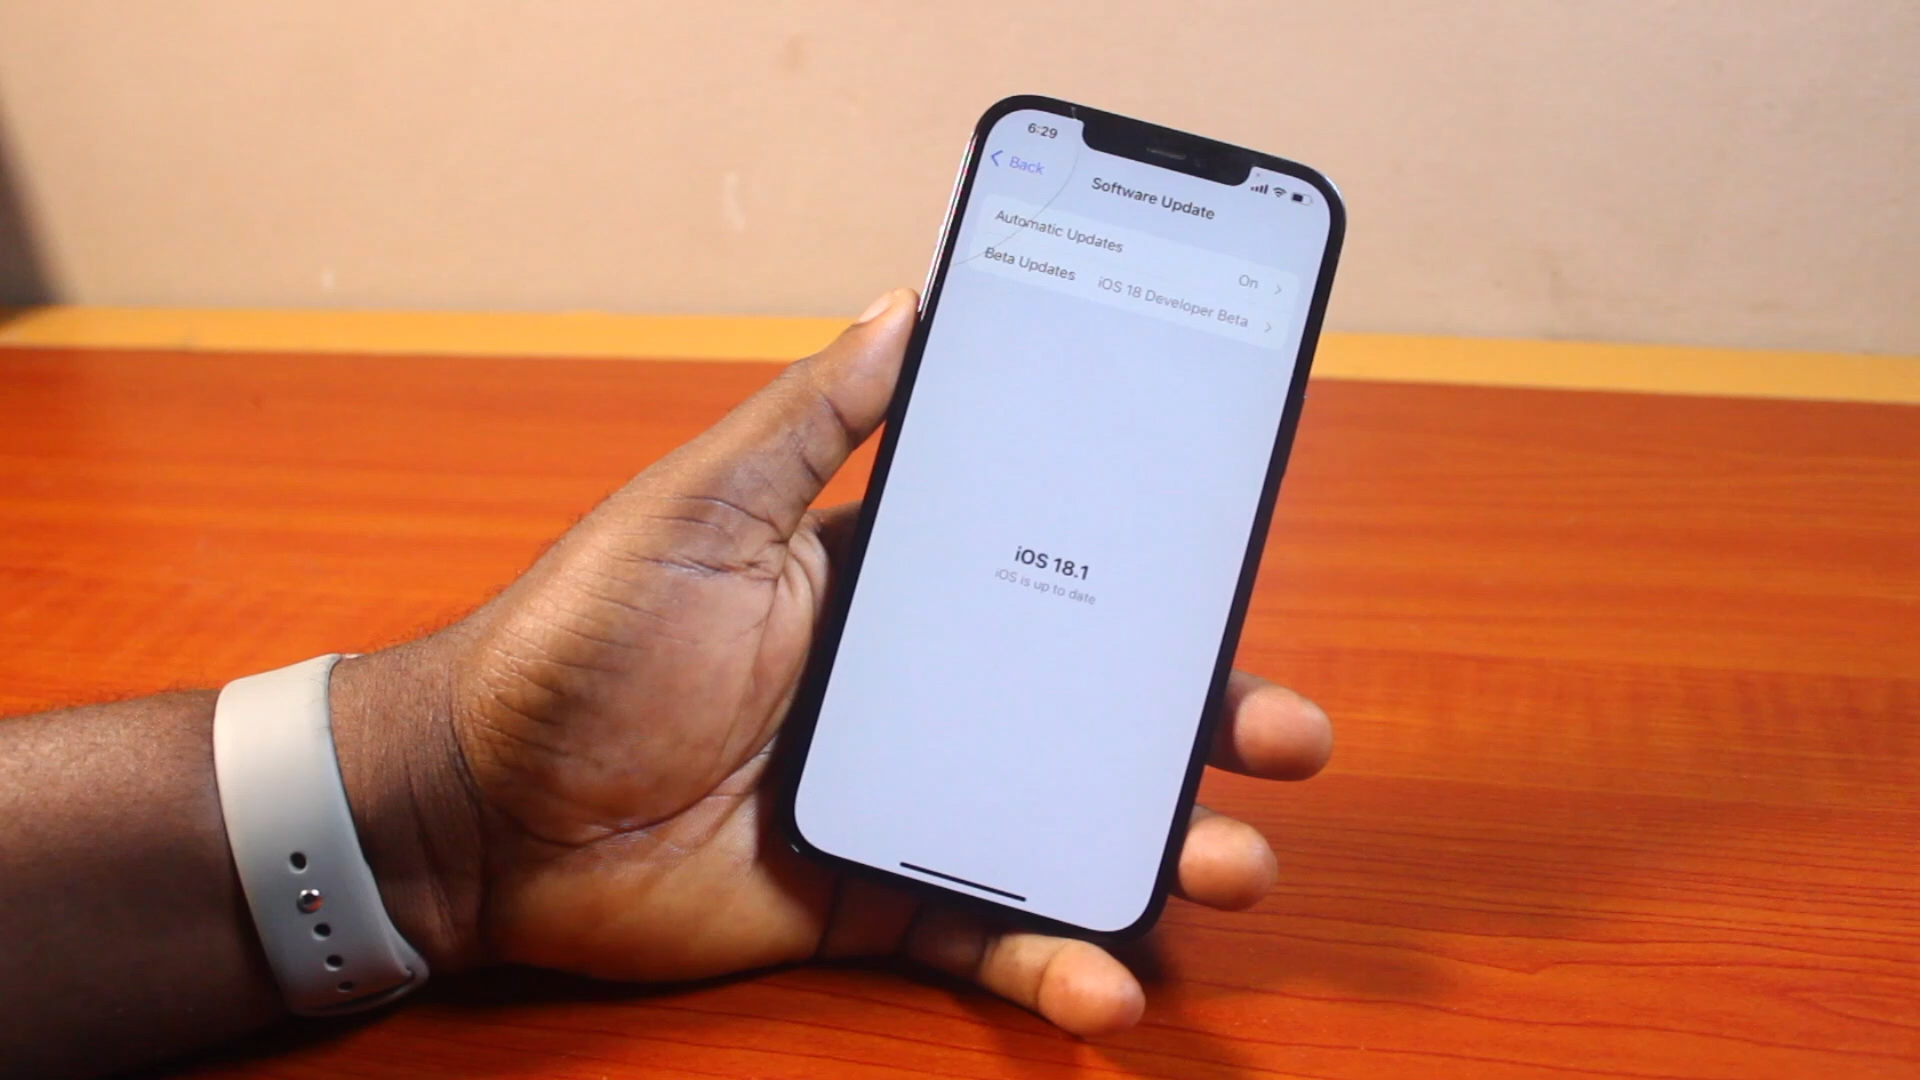 6:29
Back
Software Update
Automatic Updates On
Beta Updates iOS 18 Developer Beta
iOS 18.1
iOS is up to date